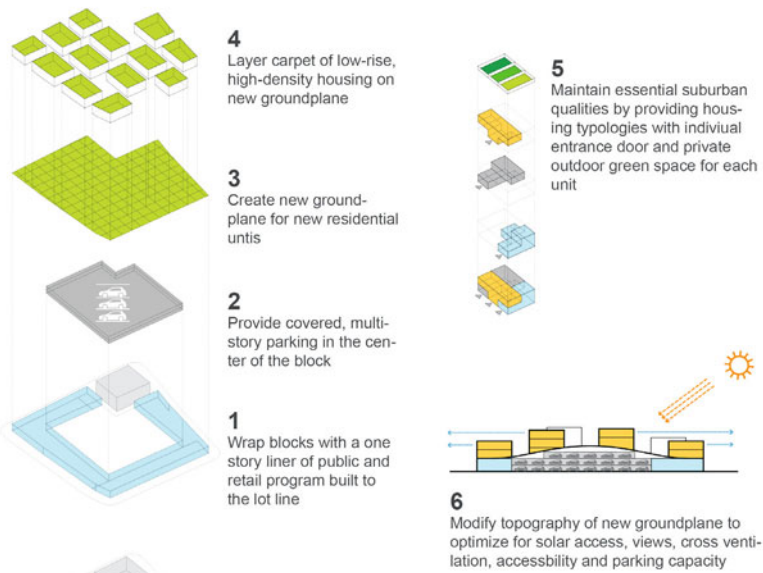 4
Layer carpet of low-rise,
high-density housing on
new groundplane
3
Create new ground-
plane for new residential
untis
2
Provide covered, multi-
story parking in the cen-
ter of the block
1
Wrap blocks with a one
story liner of public and
retail program built to
the lot line
5
Maintain essential suburban
qualities by providing hous-
ing typologies with indiviual
entrance door and private
outdoor green space for each
unit
6
Modify topography of new groundplane to
optimize for solar access, views, cross venti-
lation, accessbility and parking capacity